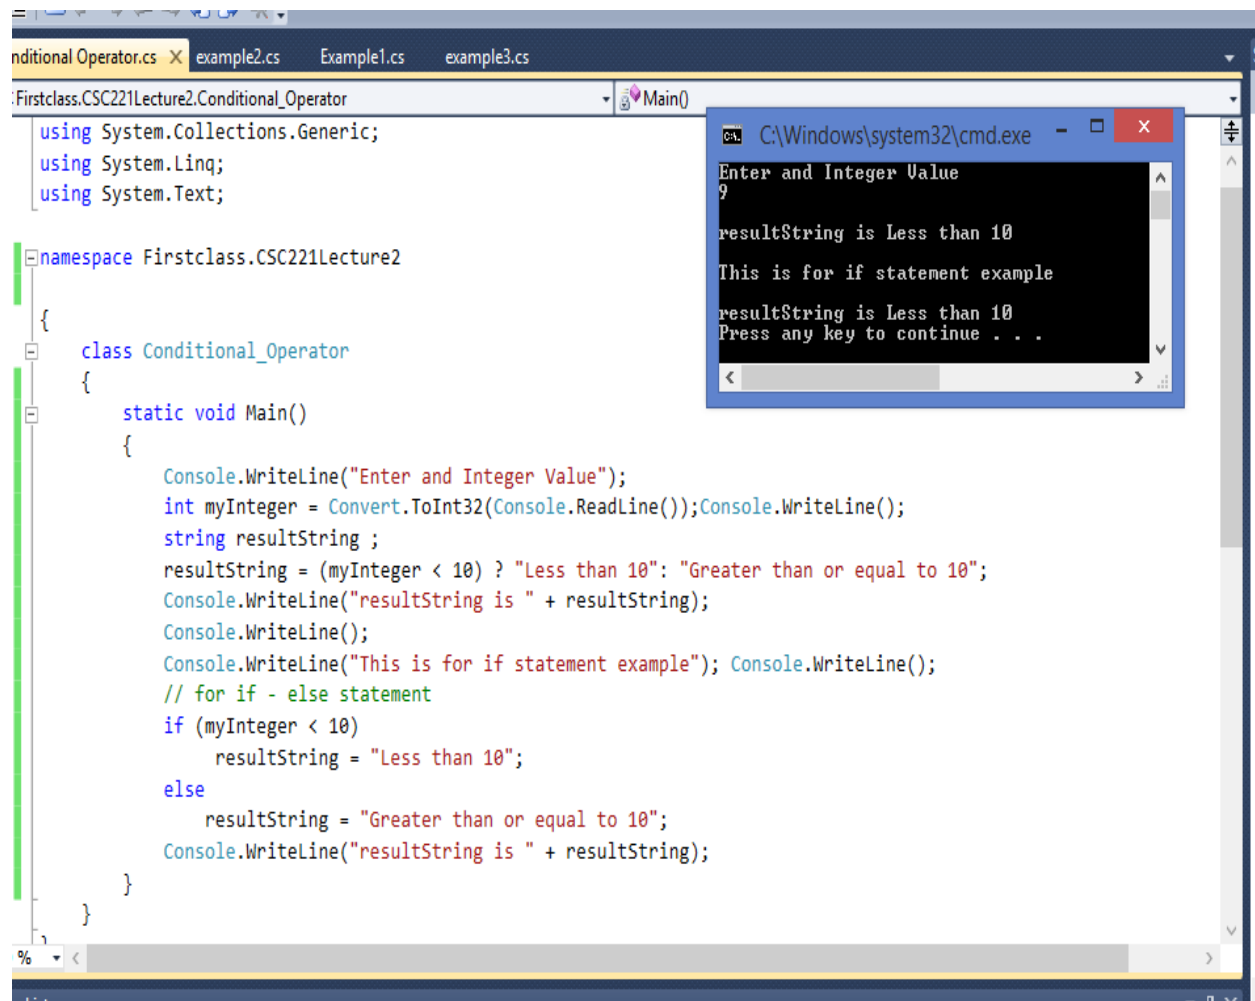 nditional Operator.cs X example2.cs Example1.cs example3.cs
Firstclass.CSC221Lecture2.Conditional_Operator Main()
using System.Collections.Generic;
using System.Linq;
using System.Text;
namespace Firstclass.CSC221Lecture2
{
class Conditional_Operator
{
static void Main()
{
Console.WriteLine("Enter and Integer Value");
int myInteger = Convert.ToInt32(Console.ReadLine());Console.WriteLine();
string resultString ;
resultString = (myInteger < 10) ? "Less than 10": "Greater than or equal to 10";
Console.WriteLine("resultString is " + resultString);
Console.WriteLine();
Console.WriteLine("This is for if statement example"); Console.WriteLine();
// for if - else statement
if (myInteger < 10)
resultString = "Less than 10";
else
resultString = "Greater than or equal to 10";
Console.WriteLine("resultString is " + resultString);
}
}
%
C:\Windows\system32\cmd.exe
Enter and Integer Value
9
resultString is Less than 10
This is for if statement example
resultString is Less than 10
Press any key to continue . . .